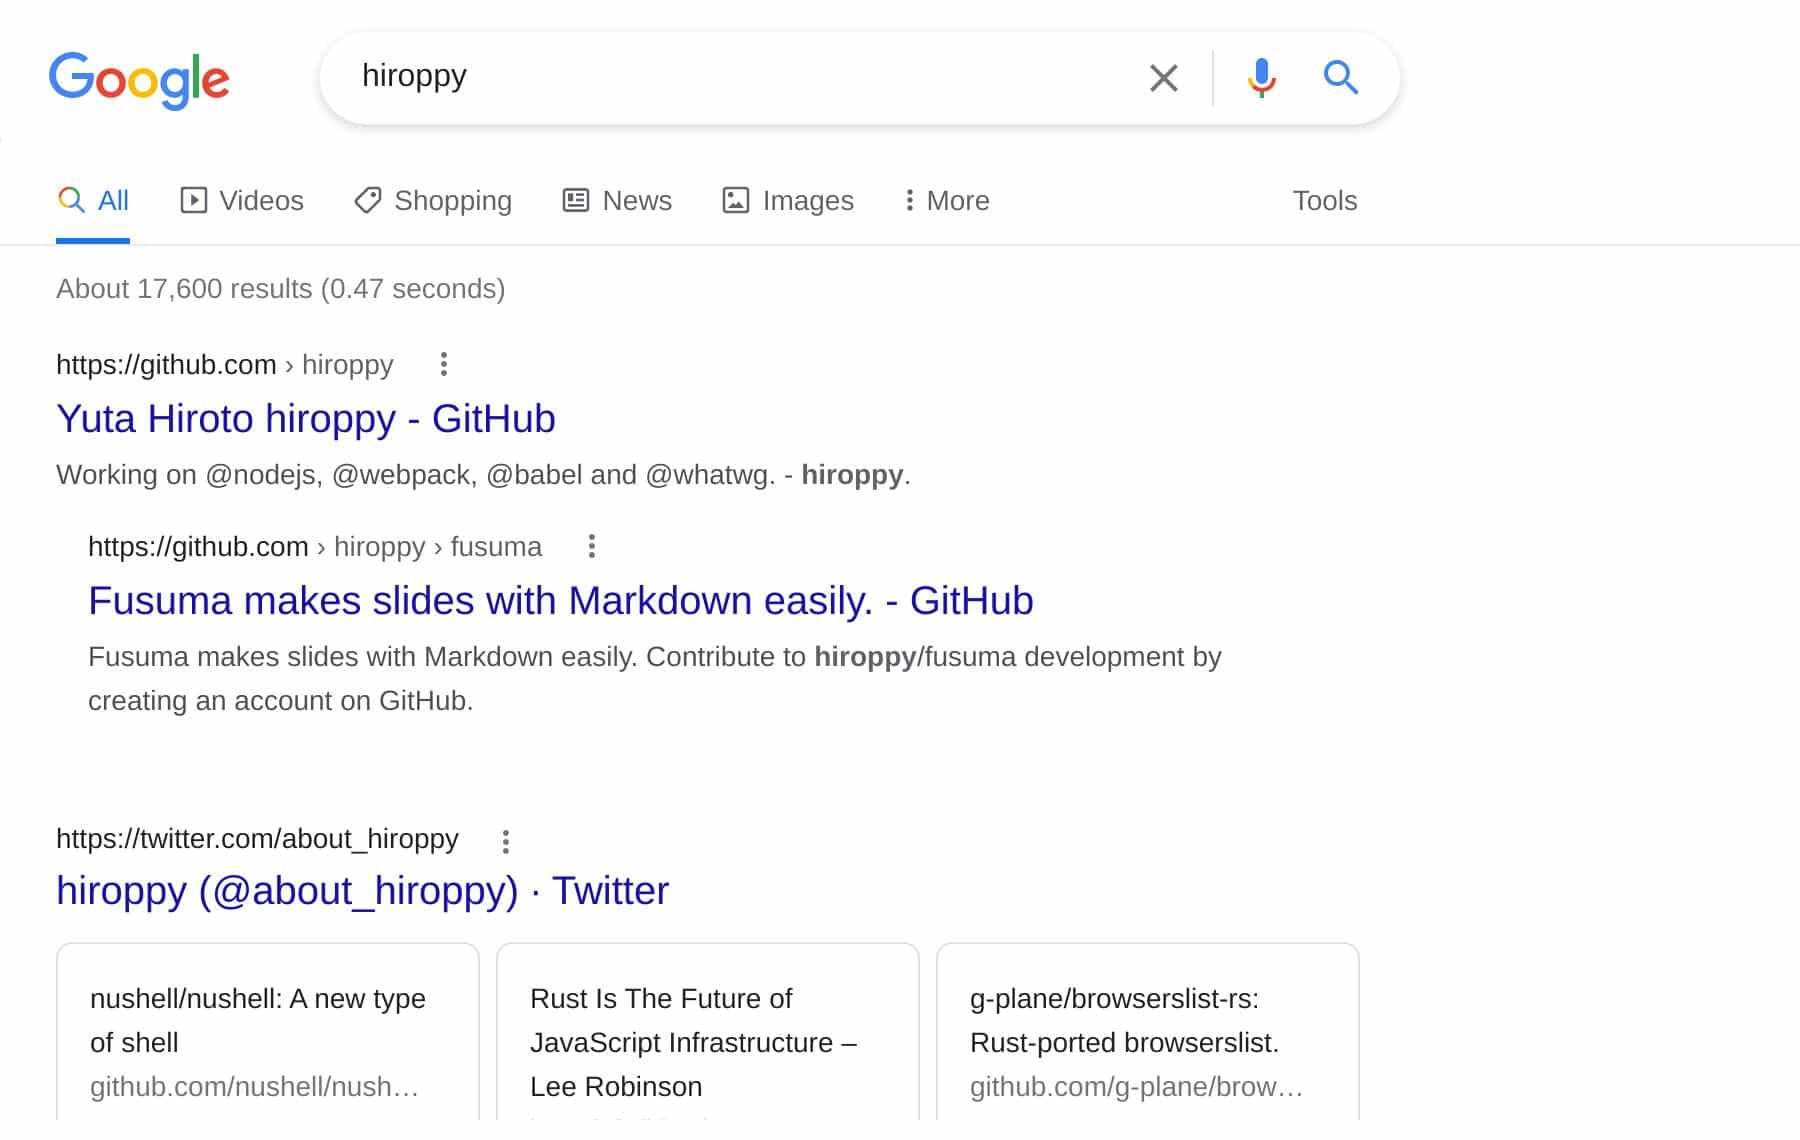 Google
hiroppy
All Videos Shopping News Images More Tools
About 17,600 results (0.47 seconds)
https://github.com › hiroppy
Yuta Hiroto hiroppy - GitHub
Working on @nodejs, @webpack, @babel and @whatwg. - hiroppy.
https://github.com › hiroppy › fusuma
Fusuma makes slides with Markdown easily. - GitHub
Fusuma makes slides with Markdown easily. Contribute to hiroppy/fusuma development by
creating an account on GitHub.
https://twitter.com/about_hiroppy
hiroppy (@about_hiroppy) · Twitter
nushell/nushell: A new type
of shell
github.com/nushell/nush…
Rust Is The Future of
JavaScript Infrastructure –
Lee Robinson
g-plane/browserslist-rs:
Rust-ported browserslist.
github.com/g-plane/brow…